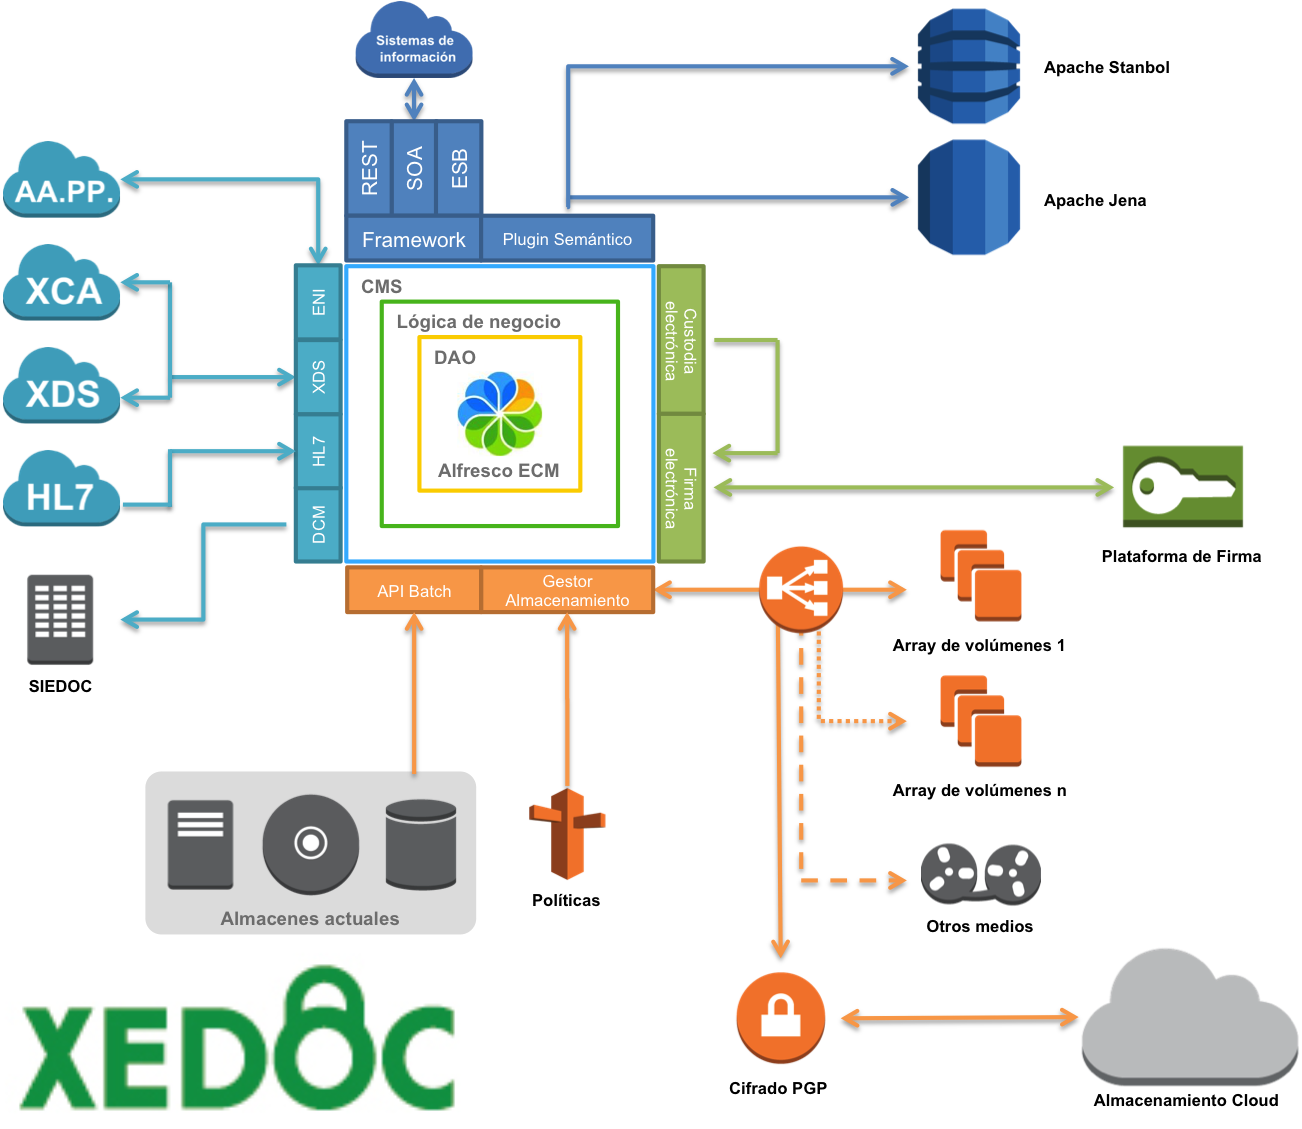 Sistemas de
información
Apache Stanbol
REST
SOA
ESB
AA.PP.
Apache Jena
Framework
Plugin Semántico
XCA
ENI
CMS
Lógica de negocio
DAO
Alfresco ECM
Custodia
electrónica
XDS
XDS
HL7
Firma
electrónica
HL7
DCM
Plataforma de Firma
API Batch
Gestor
Almacenamiento
Array de volúmenes 1
SIEDOC
Array de volúmenes n
Almacenes actuales
Políticas
Otros medios
XEDOC
Cifrado PGP
Almacenamiento Cloud